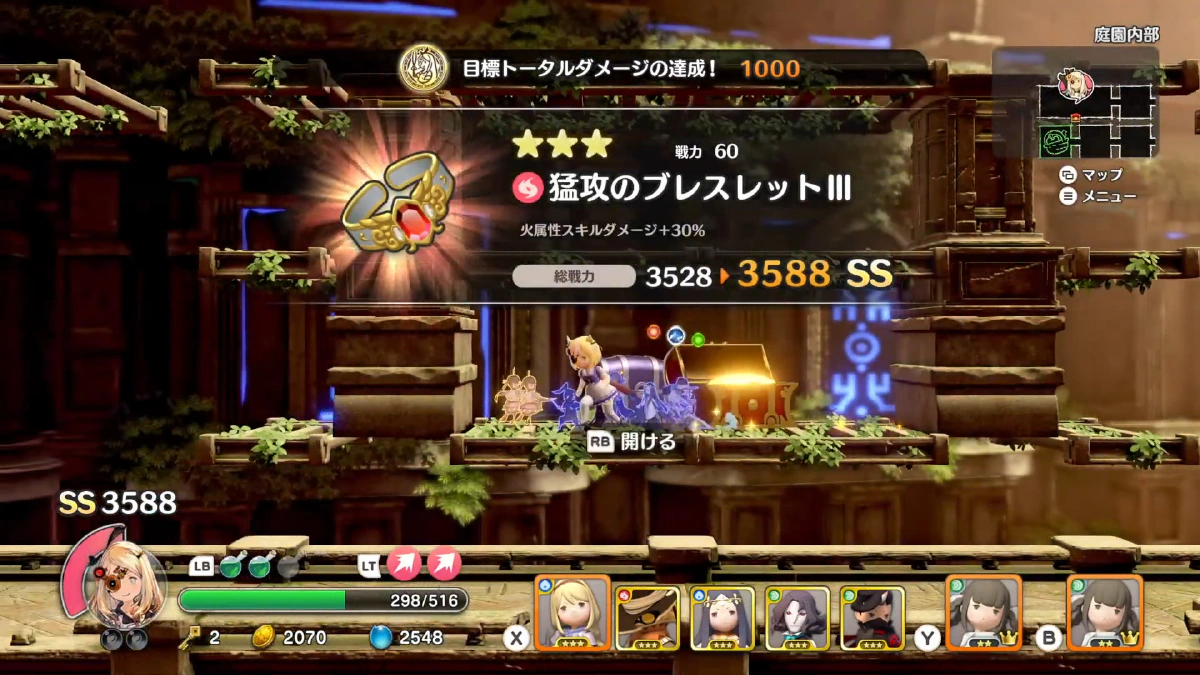 庭園内部
目標トータルダメージの達成! 1000
★★★ 戦力 60
猛攻のブレスレットIII
火属性スキルダメージ+30%
総戦力 3528 ▶ 3588 SS
マップ
メニュー
RB 開ける
SS 3588
LB LT
298/516
2 2070 2548
X Y B